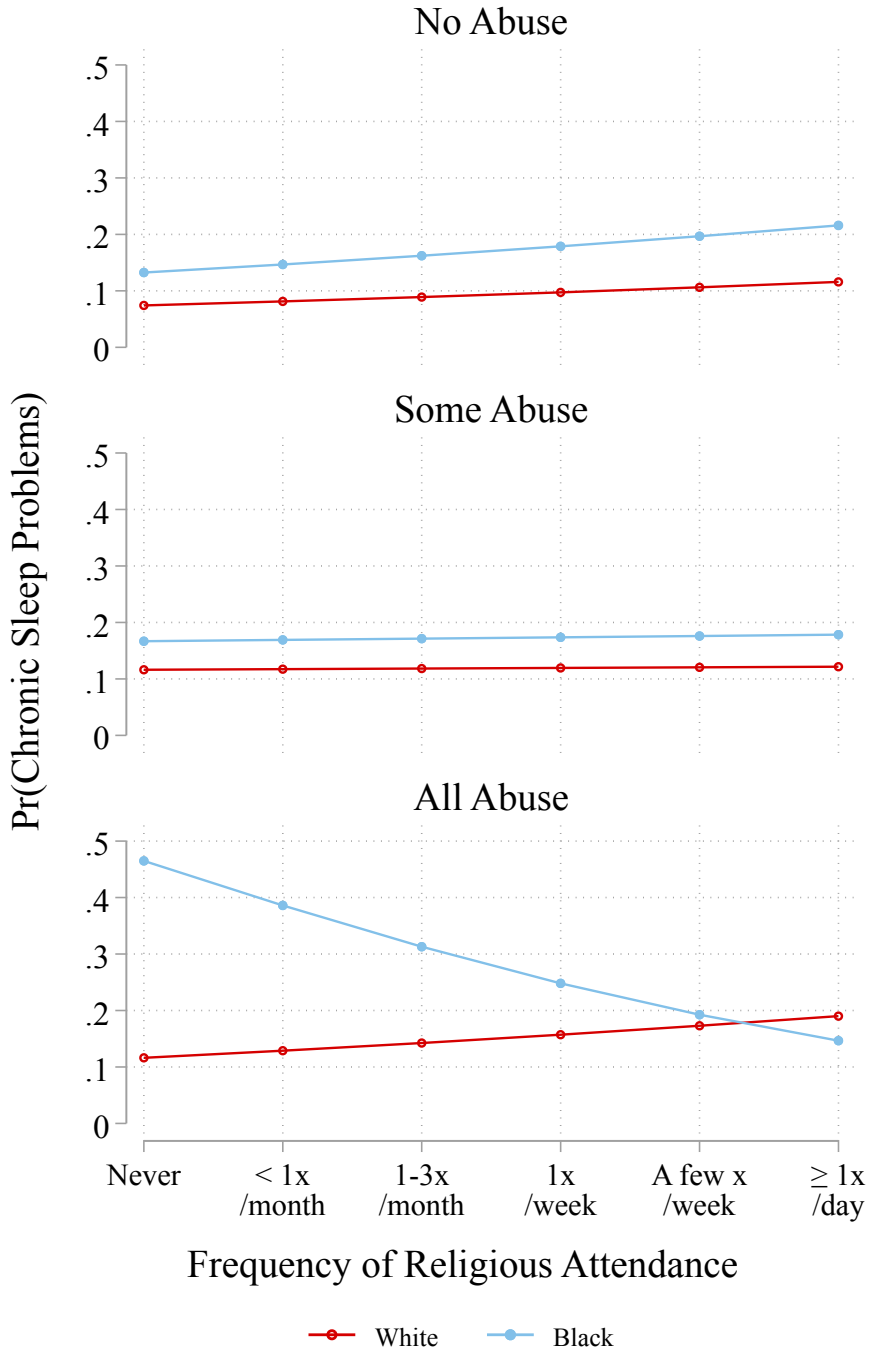 No Abuse
.5
.4
.3
.2
.1
0
Some Abuse
.5
.4
.3
.2
.1
0
All Abuse
.5
.4
.3
.2
.1
0
Pr(Chronic Sleep Problems)
Never
< 1x
/month
1-3x
/month
1x
/week
A few x
/week
≥ 1x
/day
Frequency of Religious Attendance
White
Black